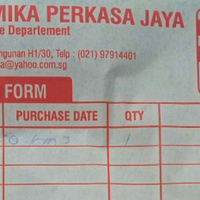 MIKA PERKASA JAYA
e Departement
ngunan H1/30, Telp : (021) 97914401
a@yahoo.com.sg
FORM
PURCHASE DATE QTY
1